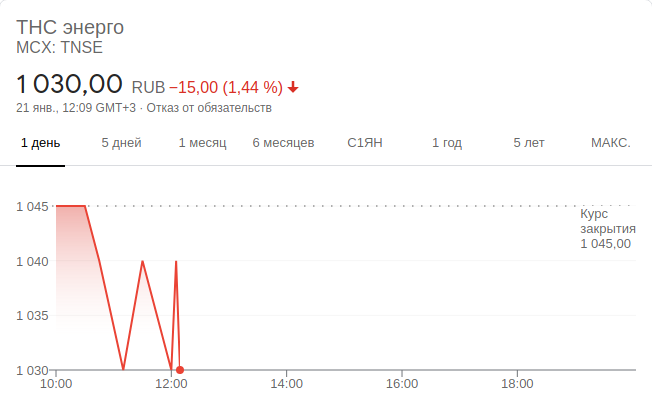 ТНС энерго
MCX: TNSE
1 030,00 RUB −15,00 (1,44 %)
21 янв., 12:09 GMT+3 · Отказ от обязательств
1 день 5 дней 1 месяц 6 месяцев С1ЯН 1 год 5 лет МАКС.
1 045
Курс
закрытия
1 045,00
1 040
1 035
1 030
10:00 12:00 14:00 16:00 18:00